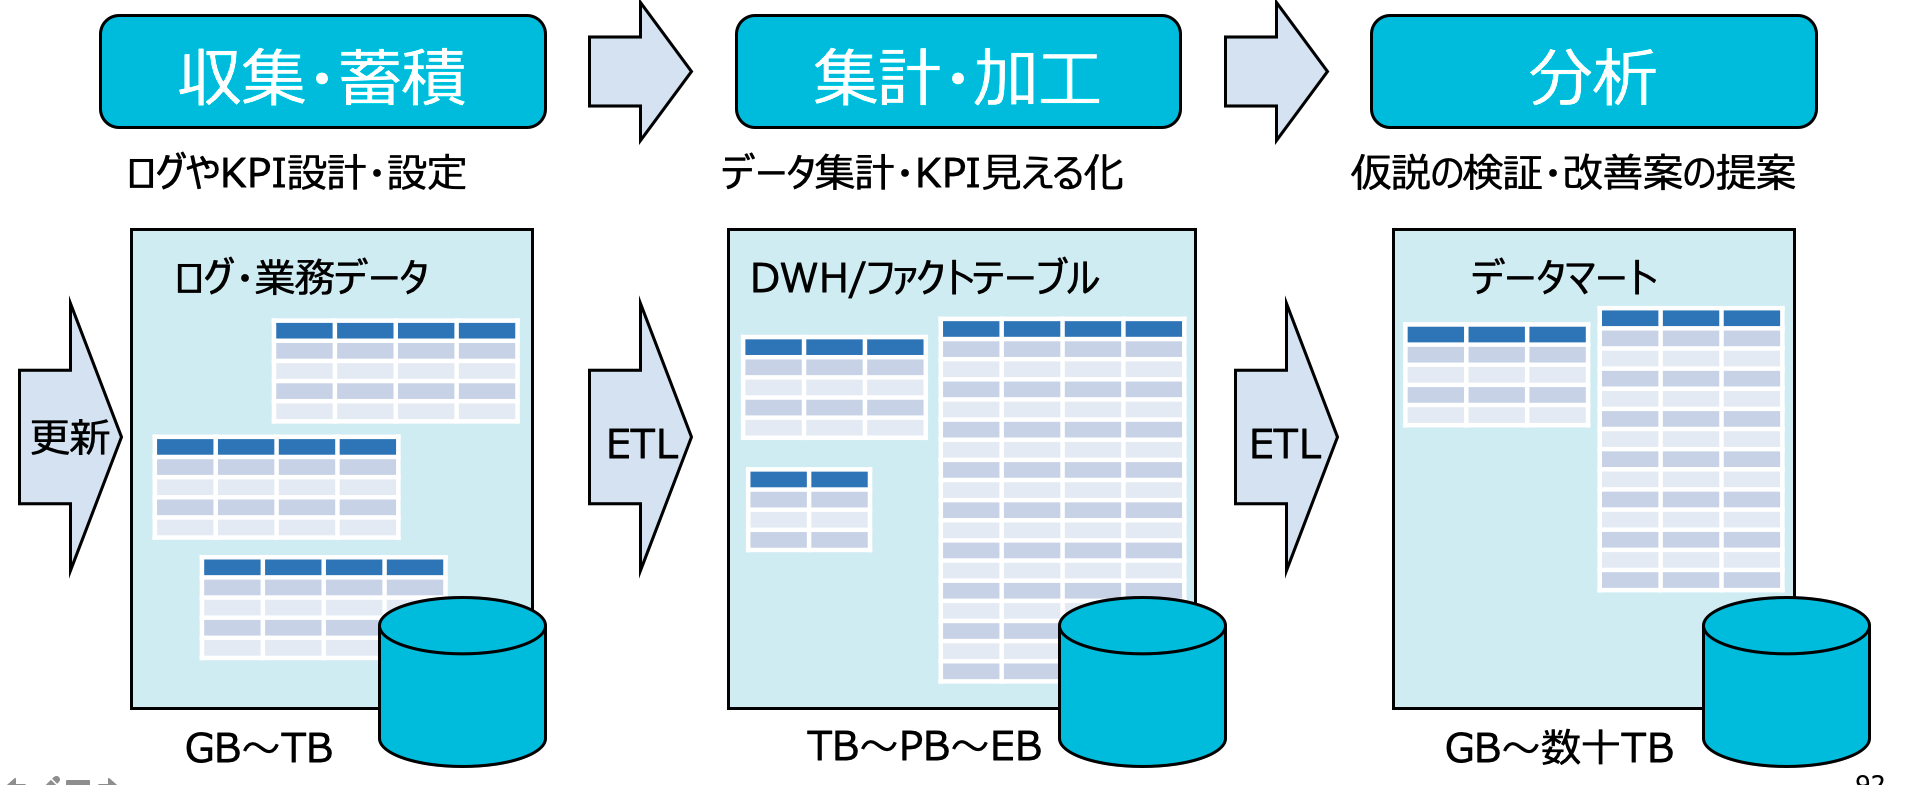 収集・蓄積
集計・加工
分析
ログやKPI設計・設定
データ集計・KPI見える化
仮説の検証・改善案の提案
ログ・業務データ
DWH/ファクトテーブル
データマート
更新
ETL
ETL
GB～TB
TB～PB～EB
GB～数十TB
92